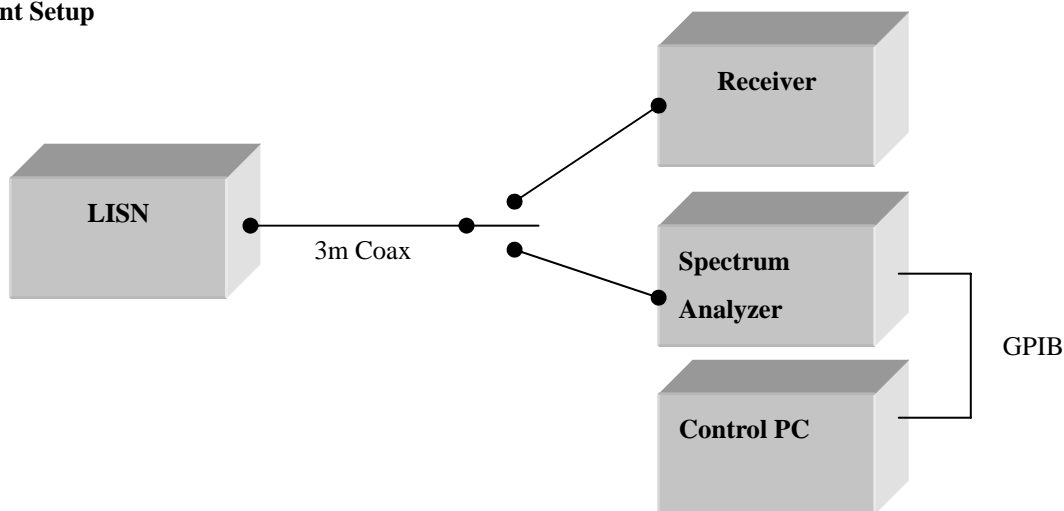 nt Setup
Receiver
LISN
3m Coax
Spectrum
Analyzer
GPIB
Control PC